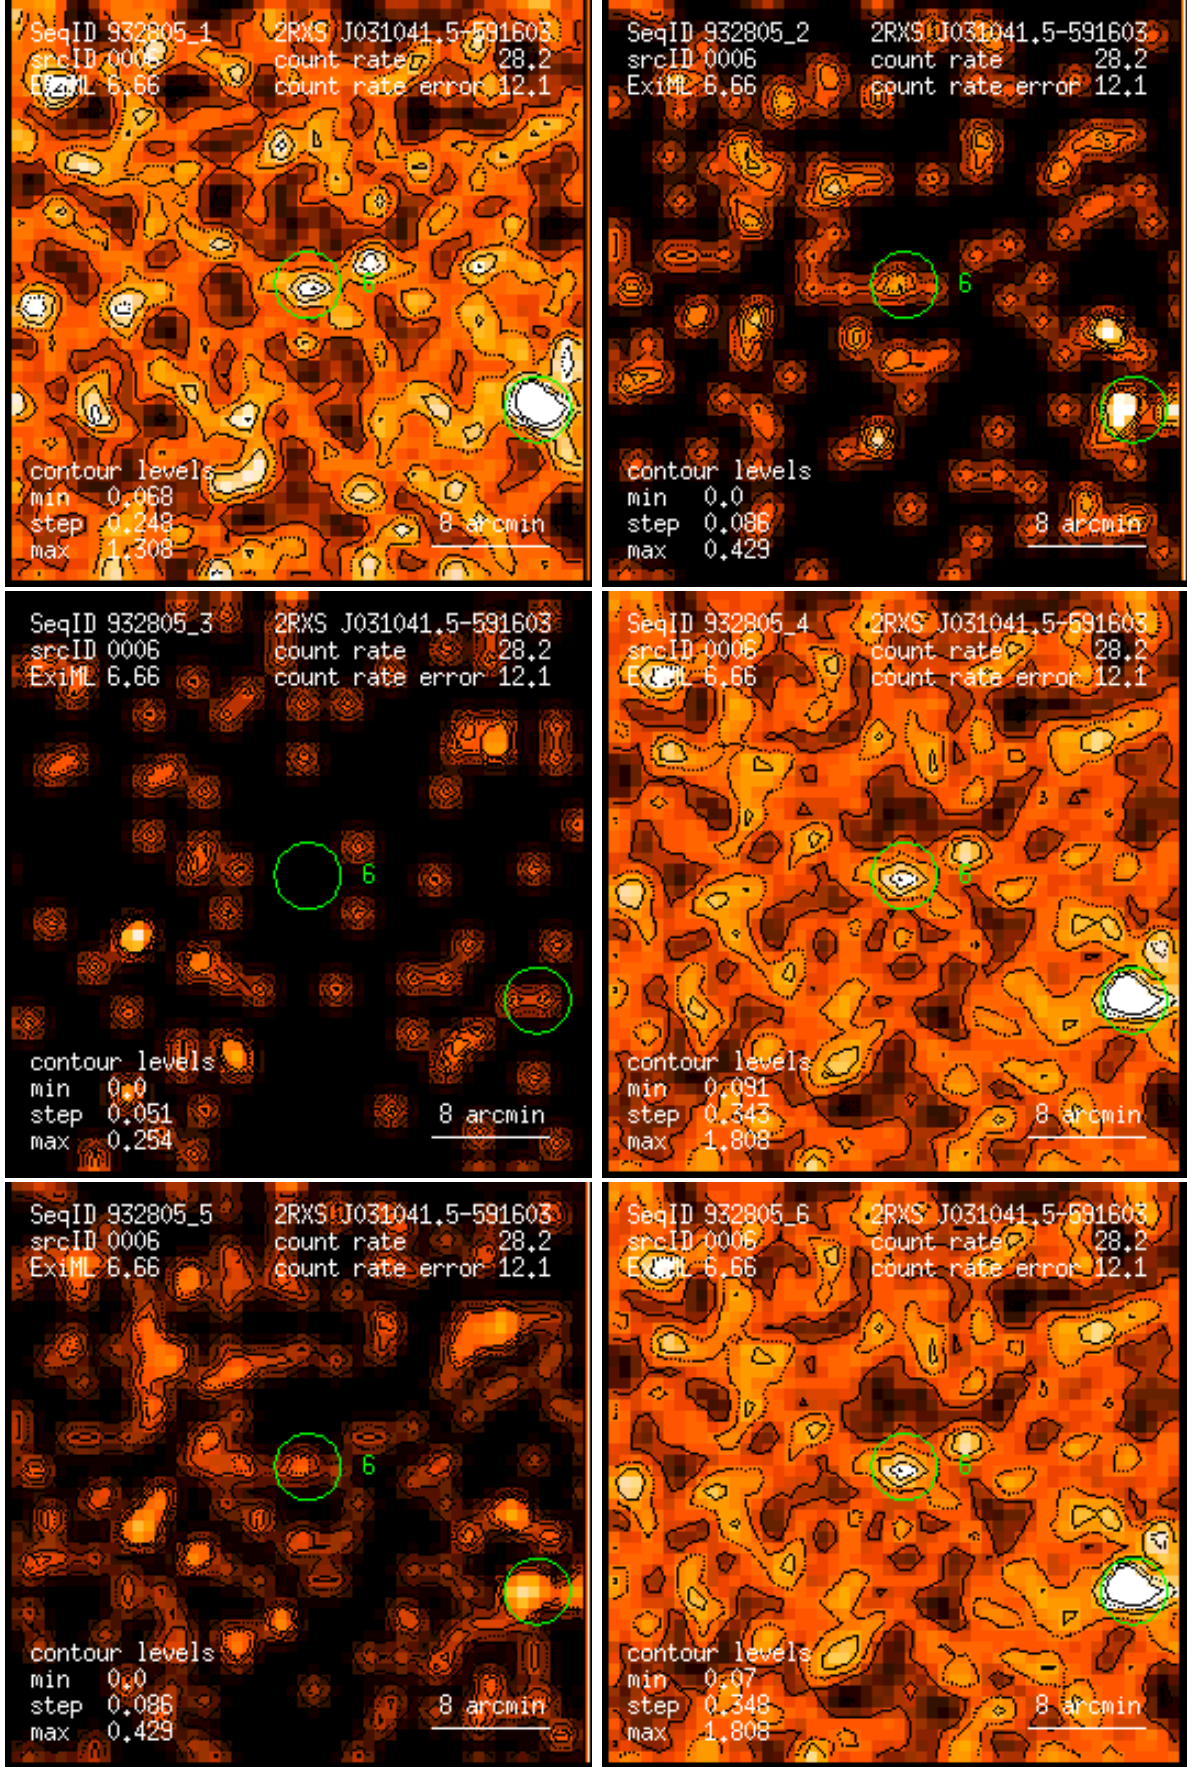 SeqID 932805_1 2RXS J031041.5-591603
srcID 0006 count rate 28.2
ExiML 6.66 count rate error 12.1
6
contour levels
min 0.068
step 0.248
max 1.308
8 arcmin
SeqID 932805_2 2RXS J031041.5-591603
srcID 0006 count rate 28.2
ExiML 6.66 count rate error 12.1
6
contour levels
min 0.0
step 0.086
max 0.429
8 arcmin
SeqID 932805_3 2RXS J031041.5-591603
srcID 0006 count rate 28.2
ExiML 6.66 count rate error 12.1
6
contour levels
min 0.0
step 0.051
max 0.254
8 arcmin
SeqID 932805_4 2RXS J031041.5-591603
srcID 0006 count rate 28.2
ExiML 6.66 count rate error 12.1
6
contour levels
min 0.091
step 0.343
max 1.808
8 arcmin
SeqID 932805_5 2RXS J031041.5-591603
srcID 0006 count rate 28.2
ExiML 6.66 count rate error 12.1
6
contour levels
min 0.0
step 0.086
max 0.429
8 arcmin
SeqID 932805_6 2RXS J031041.5-591603
srcID 0006 count rate 28.2
ExiML 6.66 count rate error 12.1
6
contour levels
min 0.07
step 0.348
max 1.808
8 arcmin